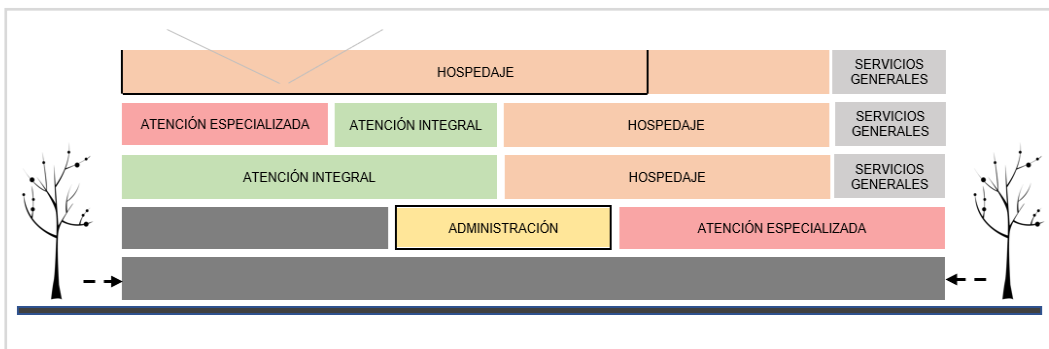 HOSPEDAJE
SERVICIOS
GENERALES
ATENCIÓN ESPECIALIZADA
ATENCIÓN INTEGRAL
HOSPEDAJE
SERVICIOS
GENERALES
ATENCIÓN INTEGRAL
HOSPEDAJE
SERVICIOS
GENERALES
ADMINISTRACIÓN
ATENCIÓN ESPECIALIZADA